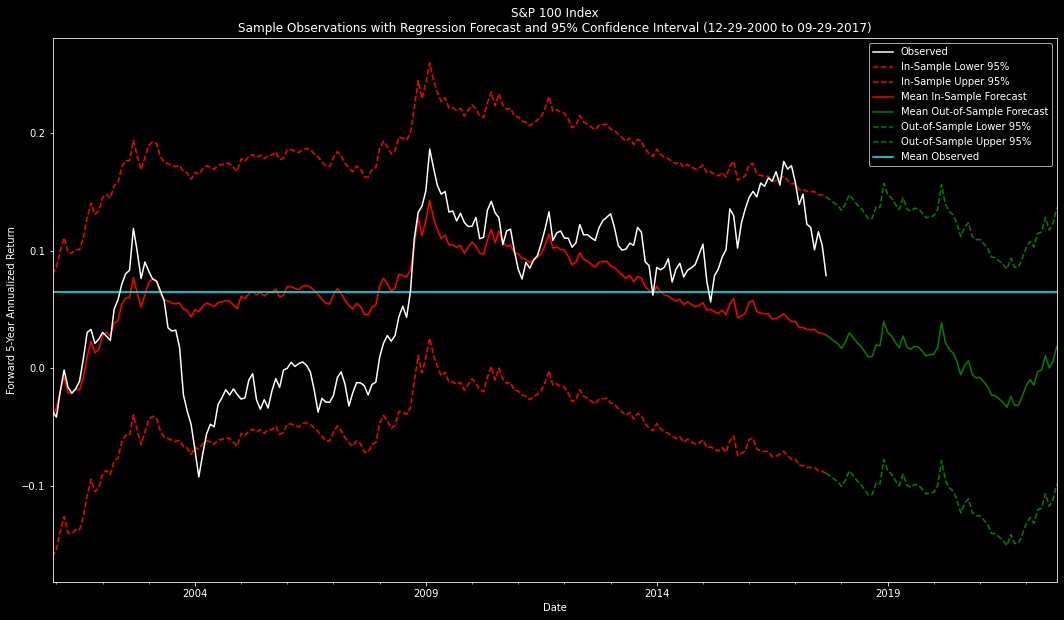 S&P 100 Index
Sample Observations with Regression Forecast and 95% Confidence Interval (12-29-2000 to 09-29-2017)
Observed
In-Sample Lower 95%
In-Sample Upper 95%
Mean In-Sample Forecast
Mean Out-of-Sample Forecast
Out-of-Sample Lower 95%
Out-of-Sample Upper 95%
Mean Observed
Forward 5-Year Annualized Return
0.2
0.1
0.0
−0.1
2004
2009
2014
2019
Date